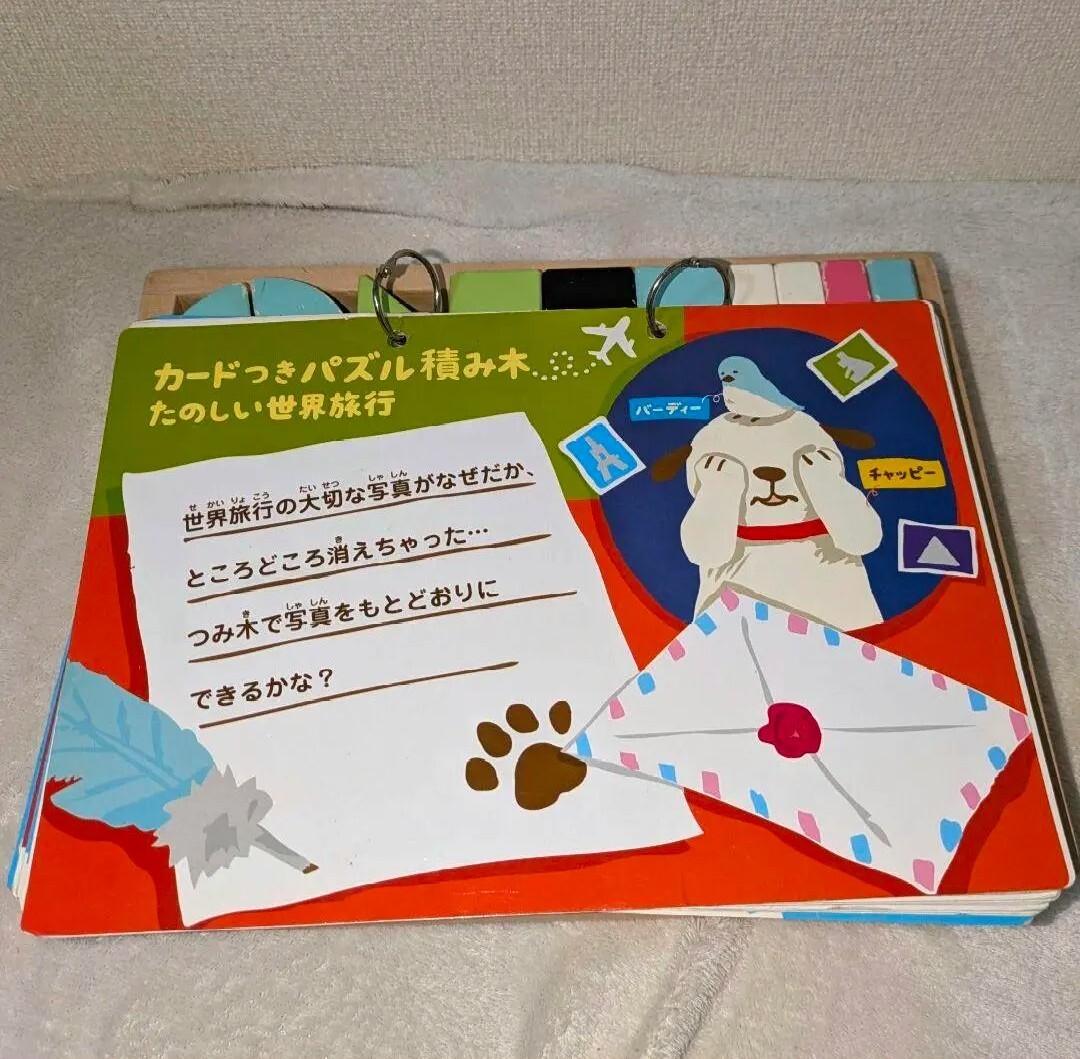 カードつきパズル積み木
たのしい世界旅行
世界旅行の大切な写真がなぜだか、
ところどころ消えちゃった…
つみ木で写真をもとどおりに
できるかな？
バーディー
チャッピー